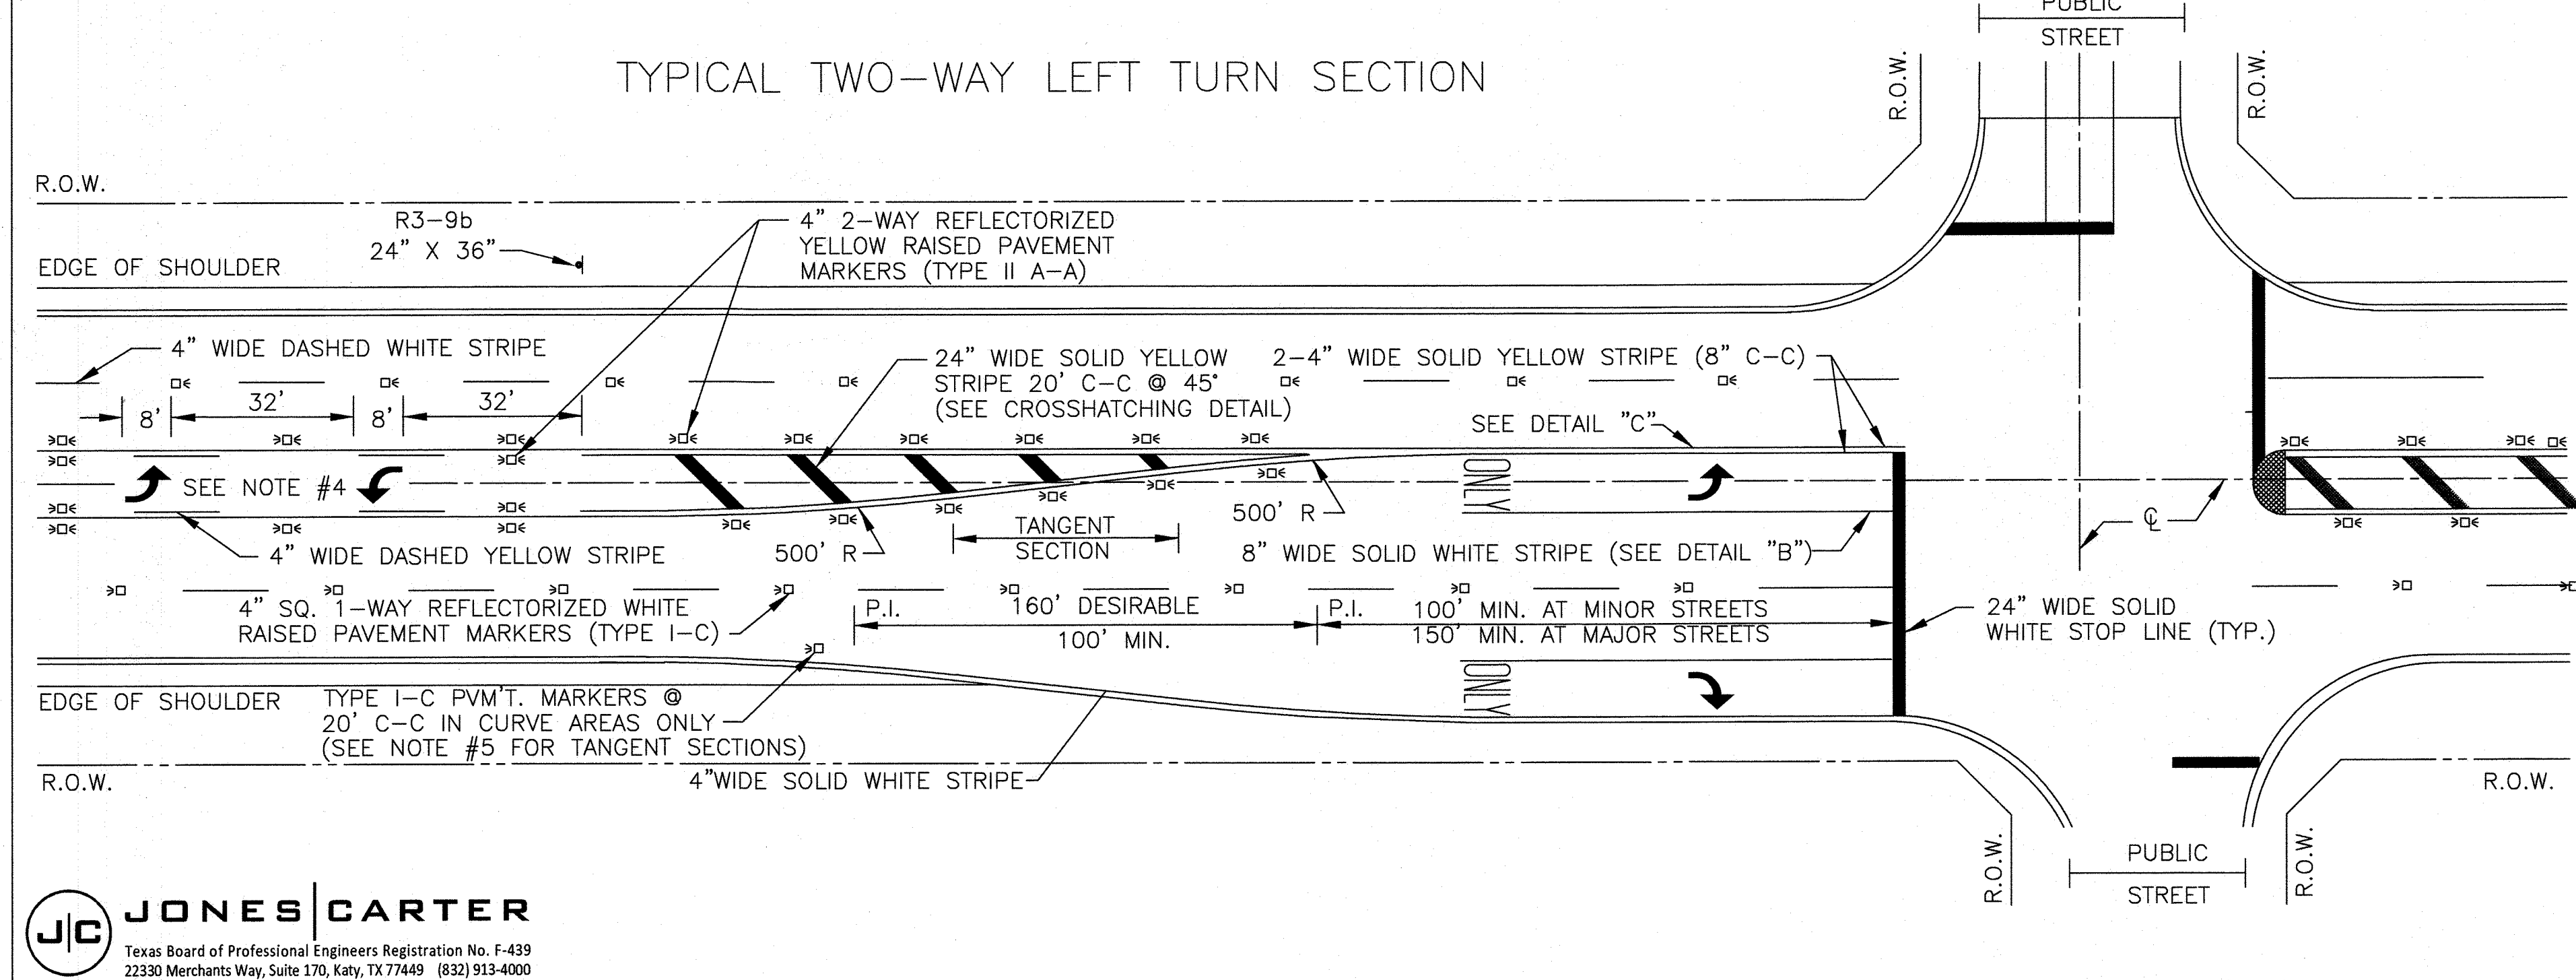 PUBLIC
STREET
TYPICAL TWO-WAY LEFT TURN SECTION
R.O.W.
R.O.W.
R.O.W.
R3-9b
24" X 36"
4" 2-WAY REFLECTORIZED
YELLOW RAISED PAVEMENT
MARKERS (TYPE II A-A)
EDGE OF SHOULDER
4" WIDE DASHED WHITE STRIPE
24" WIDE SOLID YELLOW
STRIPE 20' C-C @ 45°
(SEE CROSSHATCHING DETAIL)
2-4" WIDE SOLID YELLOW STRIPE (8" C-C)
8'
32'
8'
32'
SEE DETAIL "C"
SEE NOTE #4
ONLY
500' R
TANGENT
SECTION
℄
4" WIDE DASHED YELLOW STRIPE
500' R
8" WIDE SOLID WHITE STRIPE (SEE DETAIL "B")
4" SQ. 1-WAY REFLECTORIZED WHITE
RAISED PAVEMENT MARKERS (TYPE I-C)
P.I.
160' DESIRABLE
100' MIN.
P.I.
100' MIN. AT MINOR STREETS
150' MIN. AT MAJOR STREETS
24" WIDE SOLID
WHITE STOP LINE (TYP.)
ONLY
EDGE OF SHOULDER
TYPE I-C PVM'T. MARKERS @
20' C-C IN CURVE AREAS ONLY
(SEE NOTE #5 FOR TANGENT SECTIONS)
4"WIDE SOLID WHITE STRIPE
R.O.W.
R.O.W.
R.O.W.
R.O.W.
PUBLIC
STREET
J|C
JONES|CARTER
Texas Board of Professional Engineers Registration No. F-439
22330 Merchants Way, Suite 170, Katy, TX 77449 (832) 913-4000